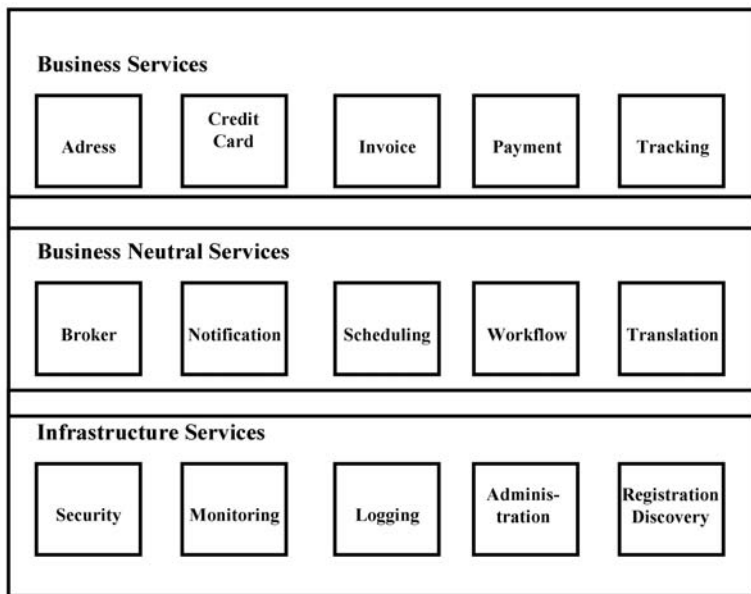 Business Services
Adress
Credit
Card
Invoice
Payment
Tracking
Business Neutral Services
Broker
Notification
Scheduling
Workflow
Translation
Infrastructure Services
Security
Monitoring
Logging
Adminis-
tration
Registration
Discovery